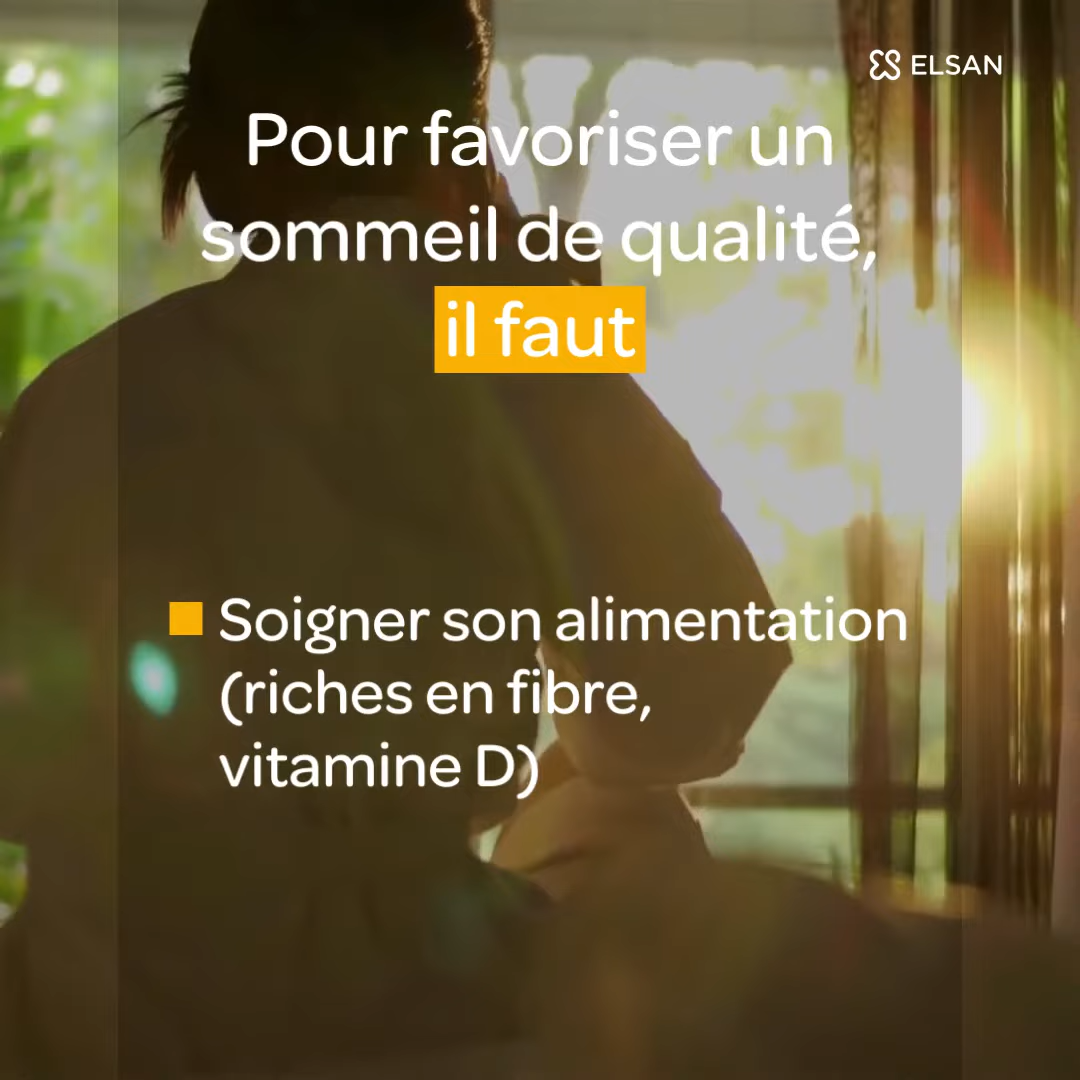 ELSAN
Pour favoriser un
sommeil de qualité,
il faut
Soigner son alimentation
(riches en fibre,
vitamine D)